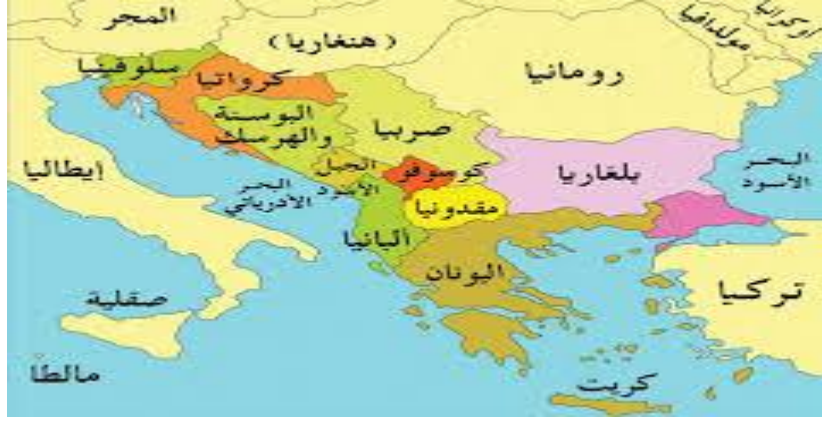 المجر
( هنغاريا )
أوكرانيا
مولدافيا
سلوفينيا
كرواتيا
رومانيا
البوسنة
والهرسك
صربيا
إيطاليا
البحر
الأدرياتي
الجبل
الأسود
كوسوفو
بلغاريا
البحر
الأسود
مقدونيا
ألبانيا
اليونان
تركيا
صقلية
مالطا
كريت